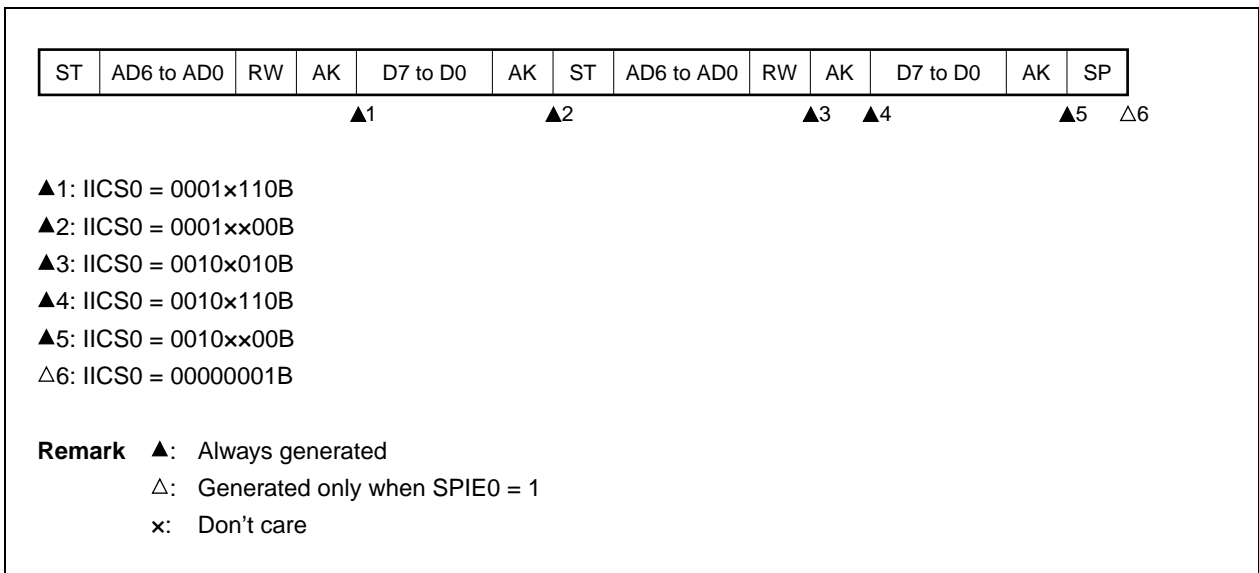 ST AD6 to AD0 RW AK D7 to D0 AK ST AD6 to AD0 RW AK D7 to D0 AK SP
▲1 ▲2 ▲3 ▲4 ▲5 △6
▲1: IICS0 = 0001×110B
▲2: IICS0 = 0001××00B
▲3: IICS0 = 0010×010B
▲4: IICS0 = 0010×110B
▲5: IICS0 = 0010××00B
△6: IICS0 = 00000001B
Remark ▲: Always generated
△: Generated only when SPIE0 = 1
×: Don't care